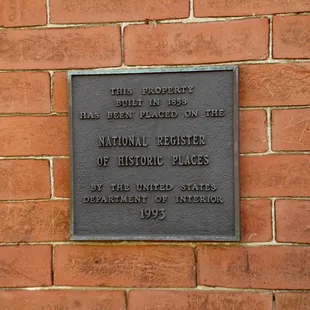 THIS PROPERTY
BUILT IN 1858
HAS BEEN PLACED ON THE
NATIONAL REGISTER
OF HISTORIC PLACES
BY THE UNITED STATES
DEPARTMENT OF INTERIOR
1993